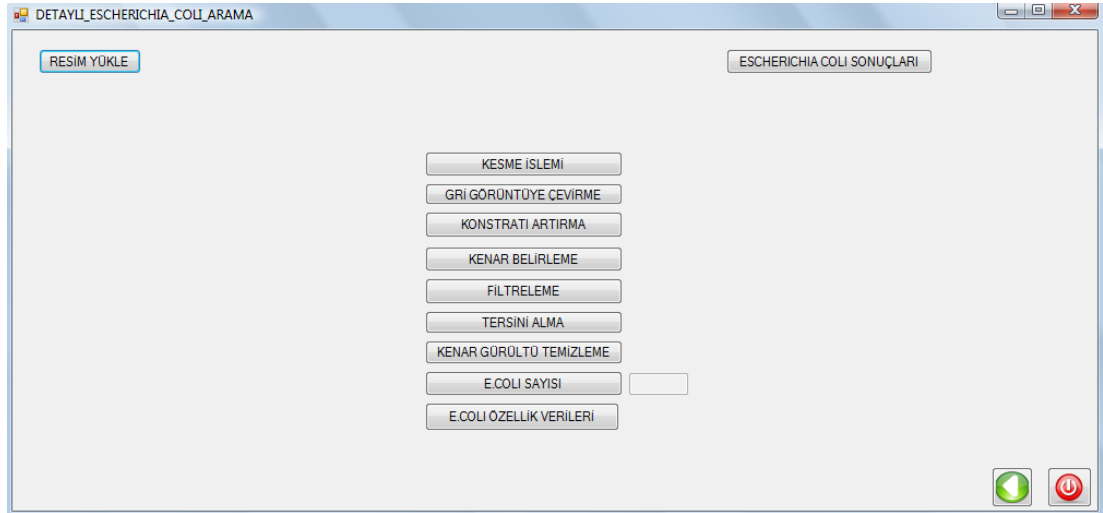 DETAYLI_ESCHERICHIA_COLI_ARAMA
RESİM YÜKLE
ESCHERICHIA COLI SONUÇLARI
KESME İSLEMİ
GRİ GÖRÜNTÜYE ÇEVİRME
KONSTRATI ARTIRMA
KENAR BELİRLEME
FİLTRELEME
TERSİNİ ALMA
KENAR GÜRÜLTÜ TEMİZLEME
E.COLI SAYISI
E.COLI ÖZELLİK VERİLERİ